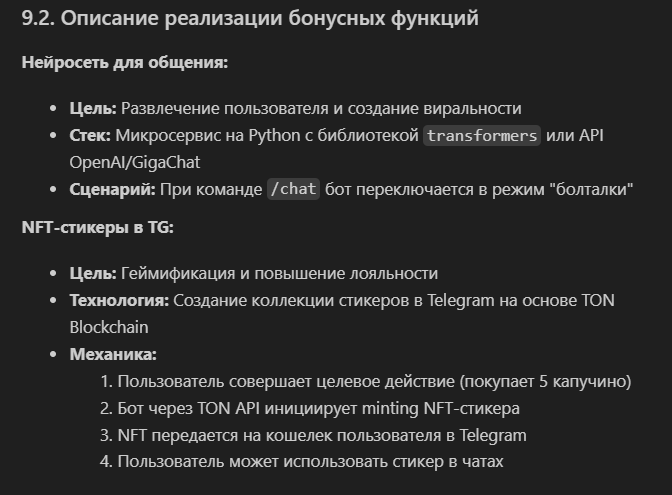 9.2. Описание реализации бонусных функций
Нейросеть для общения:
• Цель: Развлечение пользователя и создание виральности
• Стек: Микросервис на Python с библиотекой transformers или API
OpenAI/GigaChat
• Сценарий: При команде /chat бот переключается в режим "болталки"
NFT-стикеры в TG:
• Цель: Геймификация и повышение лояльности
• Технология: Создание коллекции стикеров в Telegram на основе TON
Blockchain
• Механика:
1. Пользователь совершает целевое действие (покупает 5 капучино)
2. Бот через TON API инициирует minting NFT-стикера
3. NFT передается на кошелек пользователя в Telegram
4. Пользователь может использовать стикер в чатах